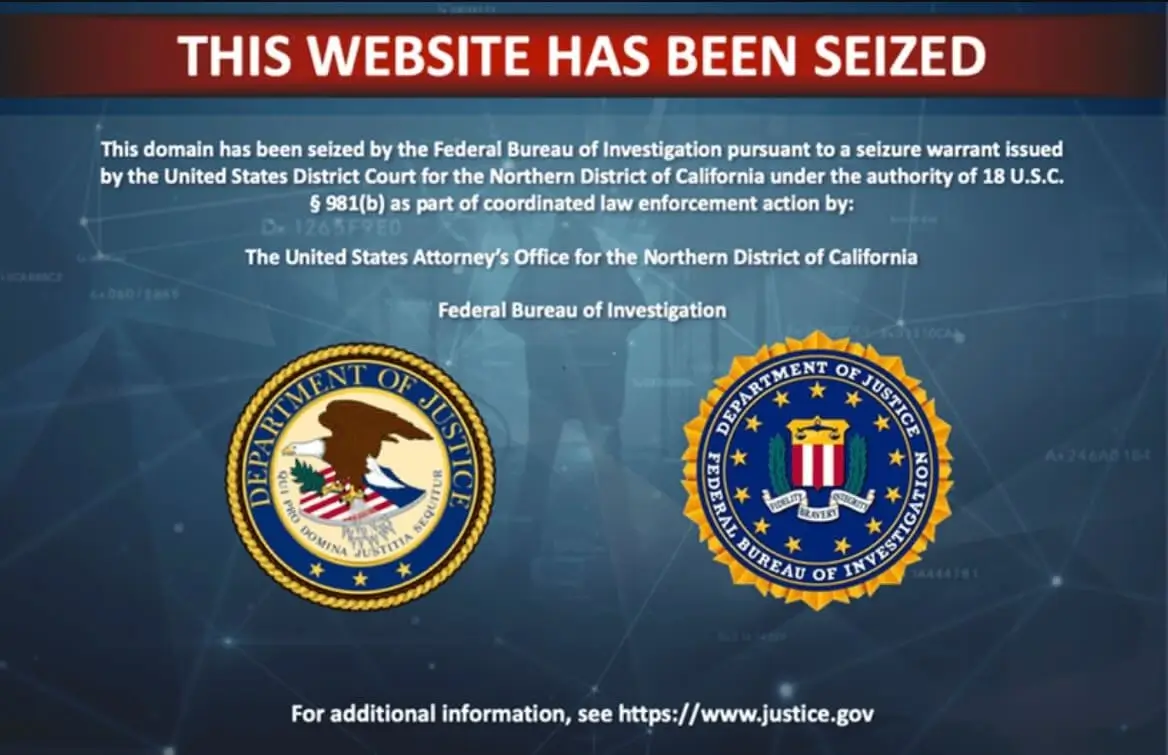 THIS WEBSITE HAS BEEN SEIZED
This domain has been seized by the Federal Bureau of Investigation pursuant to a seizure warrant issued
by the United States District Court for the Northern District of California under the authority of 18 U.S.C.
§ 981(b) as part of coordinated law enforcement action by:
The United States Attorney’s Office for the Northern District of California
Federal Bureau of Investigation
DEPARTMENT OF JUSTICE
QUI PRO DOMINA JUSTITIA SEQUITUR
DEPARTMENT OF JUSTICE
FEDERAL BUREAU OF INVESTIGATION
FIDELITY
BRAVERY
INTEGRITY
For additional information, see https://www.justice.gov